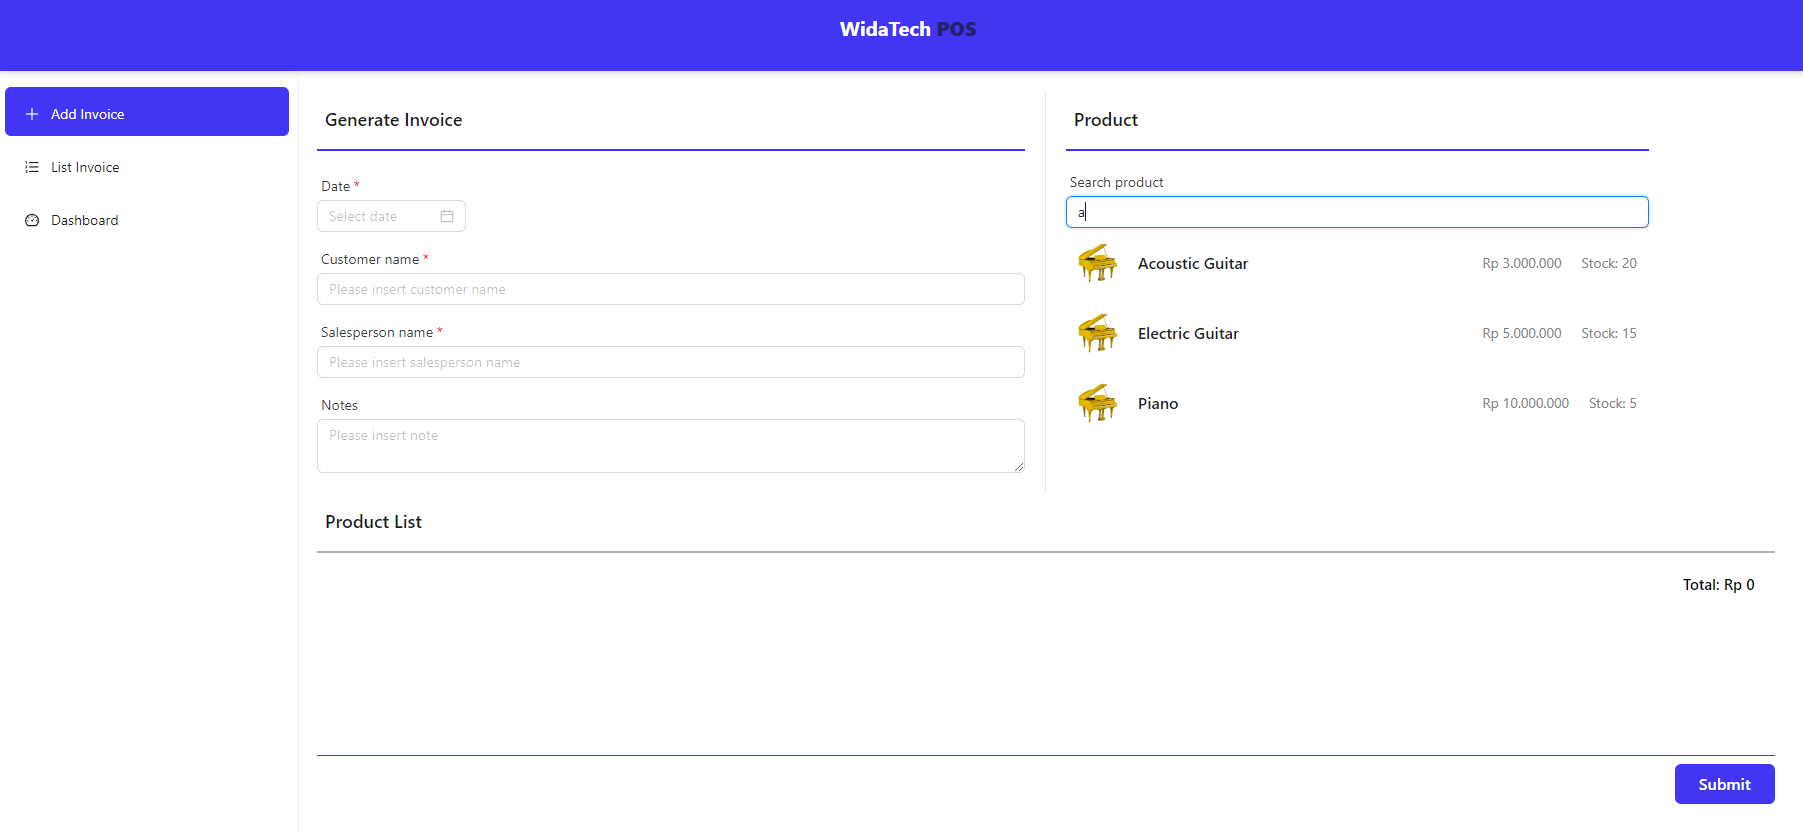 WidaTech POS
Add Invoice
List Invoice
Dashboard
Generate Invoice
Date *
Select date
Customer name *
Please insert customer name
Salesperson name *
Please insert salesperson name
Notes
Please insert note
Product
Search product
a
Acoustic Guitar Rp 3.000.000 Stock: 20
Electric Guitar Rp 5.000.000 Stock: 15
Piano Rp 10.000.000 Stock: 5
Product List
Total: Rp 0
Submit